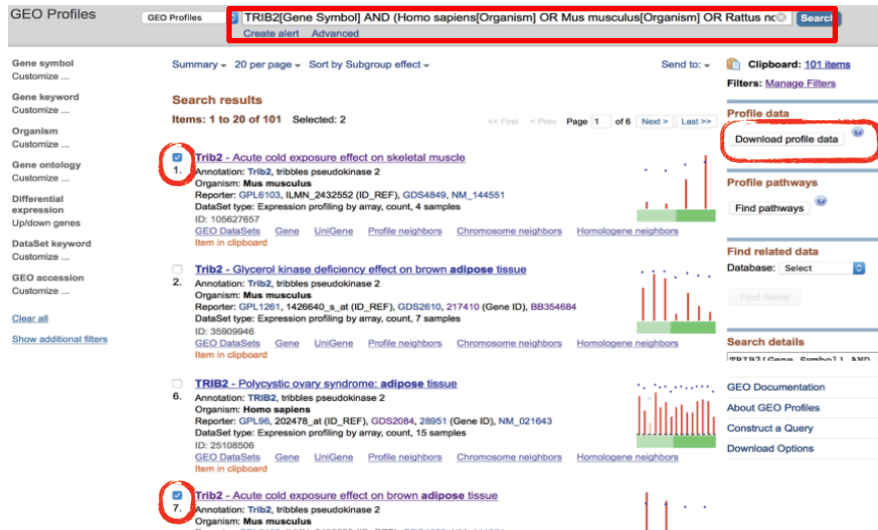 GEO Profiles
GEO Profiles
TRIB2[Gene Symbol] AND (Homo sapiens[Organism] OR Mus musculus[Organism] OR Rattus no
Search
Create alert Advanced
Gene symbol
Customize ...
Gene keyword
Customize ...
Organism
Customize ...
Gene ontology
Customize ...
Differential
expression
Up/down genes
DataSet keyword
Customize ...
GEO accession
Customize ...
Clear all
Show additional filters
Summary 20 per page Sort by Subgroup effect
Send to:
Search results
Items: 1 to 20 of 101 Selected: 2
<< First < Prev Page 1 of 6 Next > Last >>
Trib2 - Acute cold exposure effect on skeletal muscle
1. Annotation: Trib2, tribbles pseudokinase 2
Organism: Mus musculus
Reporter: GPL6103, ILMN_2432552 (ID_REF), GDS4849, NM_144551
DataSet type: Expression profiling by array, count, 4 samples
ID: 105627657
GEO DataSets Gene UniGene Profile neighbors Chromosome neighbors Homologene neighbors
Item in clipboard
Trib2 - Glycerol kinase deficiency effect on brown adipose tissue
2. Annotation: Trib2, tribbles pseudokinase 2
Organism: Mus musculus
Reporter: GPL1261, 1426640_s_at (ID_REF), GDS2610, 217410 (Gene ID), BB354684
DataSet type: Expression profiling by array, count, 7 samples
ID: 35909946
GEO DataSets Gene UniGene Profile neighbors Chromosome neighbors Homologene neighbors
Item in clipboard
TRIB2 - Polycystic ovary syndrome: adipose tissue
6. Annotation: TRIB2, tribbles pseudokinase 2
Organism: Homo sapiens
Reporter: GPL96, 202478_at (ID_REF), GDS2084, 28951 (Gene ID), NM_021643
DataSet type: Expression profiling by array, count, 15 samples
ID: 25108506
GEO DataSets Gene UniGene Profile neighbors Chromosome neighbors Homologene neighbors
Item in clipboard
Trib2 - Acute cold exposure effect on brown adipose tissue
7. Annotation: Trib2, tribbles pseudokinase 2
Organism: Mus musculus
Clipboard: 101 items
Filters: Manage Filters
Profile data
Download profile data
Profile pathways
Find pathways
Find related data
Database: Select
Find items
Search details
TRIB2[Gene Symbol] AND
GEO Documentation
About GEO Profiles
Construct a Query
Download Options